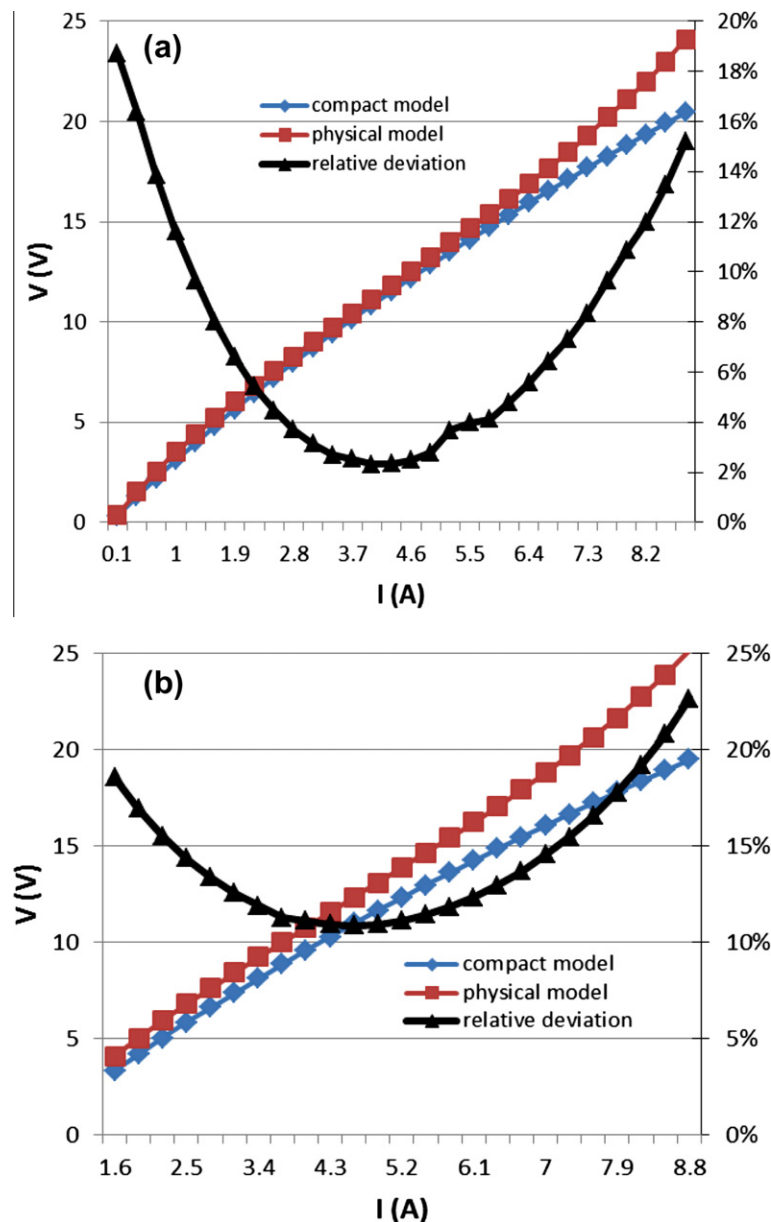 (a)
25
20
15
10
5
0
V (V)
20%
18%
16%
14%
12%
10%
8%
6%
4%
2%
0%
compact model
physical model
relative deviation
0.1 1 1.9 2.8 3.7 4.6 5.5 6.4 7.3 8.2
I (A)
(b)
25
20
15
10
5
0
V (V)
25%
20%
15%
10%
5%
0%
compact model
physical model
relative deviation
1.6 2.5 3.4 4.3 5.2 6.1 7 7.9 8.8
I (A)